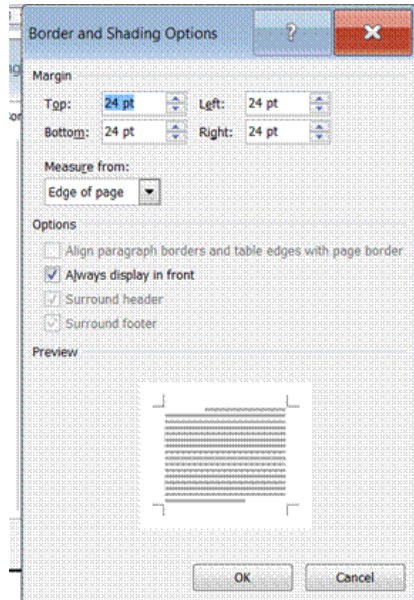 Border and Shading Options
Margin
Top: 24 pt Left: 24 pt
Bottom: 24 pt Right: 24 pt
Measure from:
Edge of page
Options
Align paragraph borders and table edges with page border
Always display in front
Surround header
Surround footer
Preview
OK Cancel